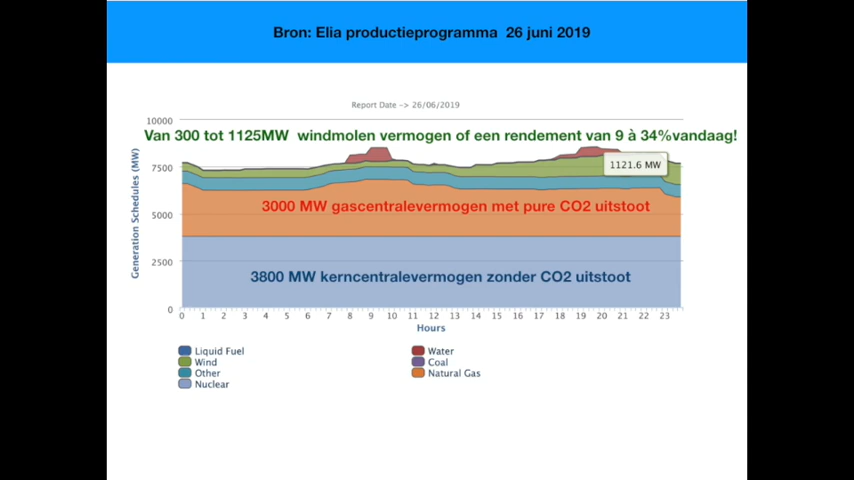 Bron: Elia productieprogramma 26 juni 2019
Report Date -> 26/06/2019
10000
Van 300 tot 1125MW windmolen vermogen of een rendement van 9 à 34%vandaag!
1121.6 MW
7500
3000 MW gascentralevermogen met pure CO2 uitstoot
5000
Generation Schedules (MW)
2500
3800 MW kerncentralevermogen zonder CO2 uitstoot
0
0 1 2 3 4 5 6 7 8 9 10 11 12 13 14 15 16 17 18 19 20 21 22 23
Hours
Liquid Fuel
Wind
Other
Nuclear
Water
Coal
Natural Gas